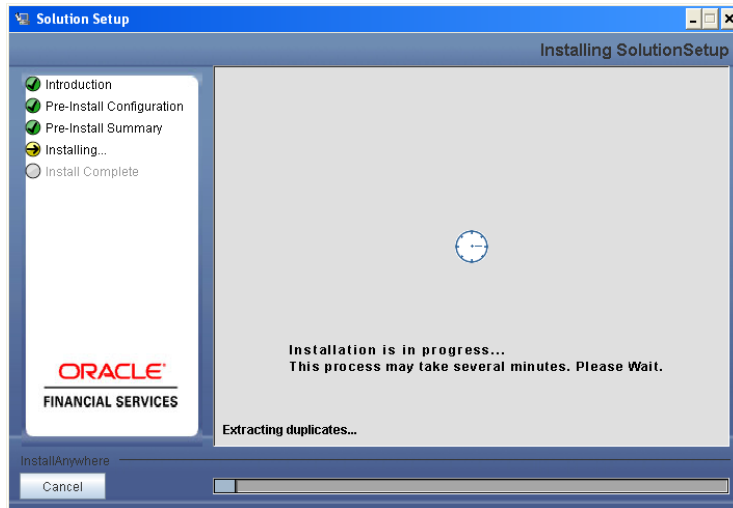 Solution Setup
Installing SolutionSetup
Introduction
Pre-Install Configuration
Pre-Install Summary
Installing...
Install Complete
Installation is in progress...
This process may take several minutes. Please Wait.
ORACLE
FINANCIAL SERVICES
Extracting duplicates...
InstallAnywhere
Cancel